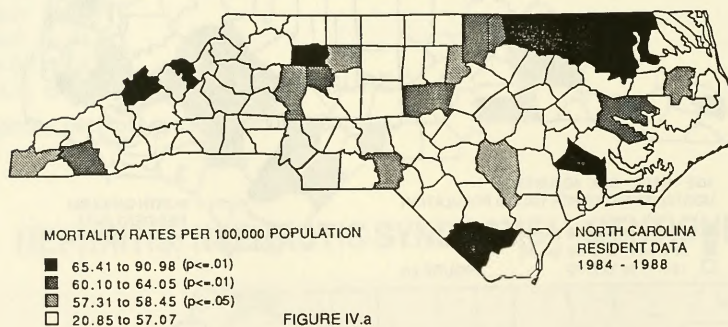 MORTALITY RATES PER 100,000 POPULATION
65.41 to 90.98 (p<=.01)
60.10 to 64.05 (p<=.01)
57.31 to 58.45 (p<=.05)
20.85 to 57.07
FIGURE IV.a
NORTH CAROLINA
RESIDENT DATA
1984 - 1988